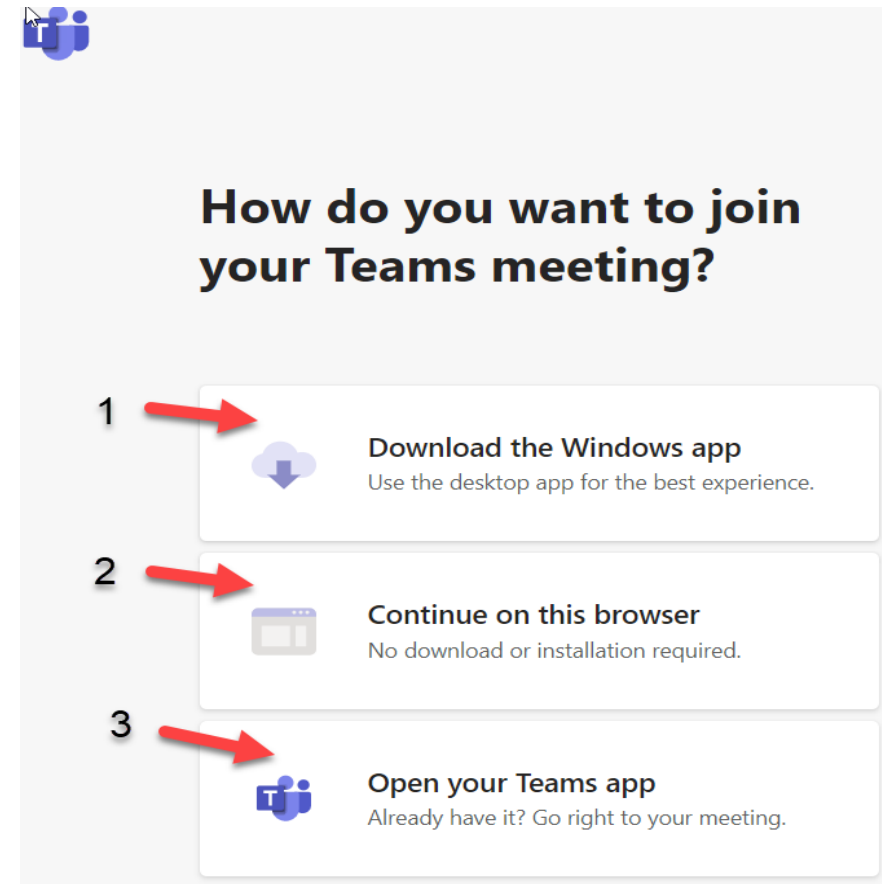 T
How do you want to join
your Teams meeting?
1
Download the Windows app
Use the desktop app for the best experience.
2
Continue on this browser
No download or installation required.
3
T
Open your Teams app
Already have it? Go right to your meeting.